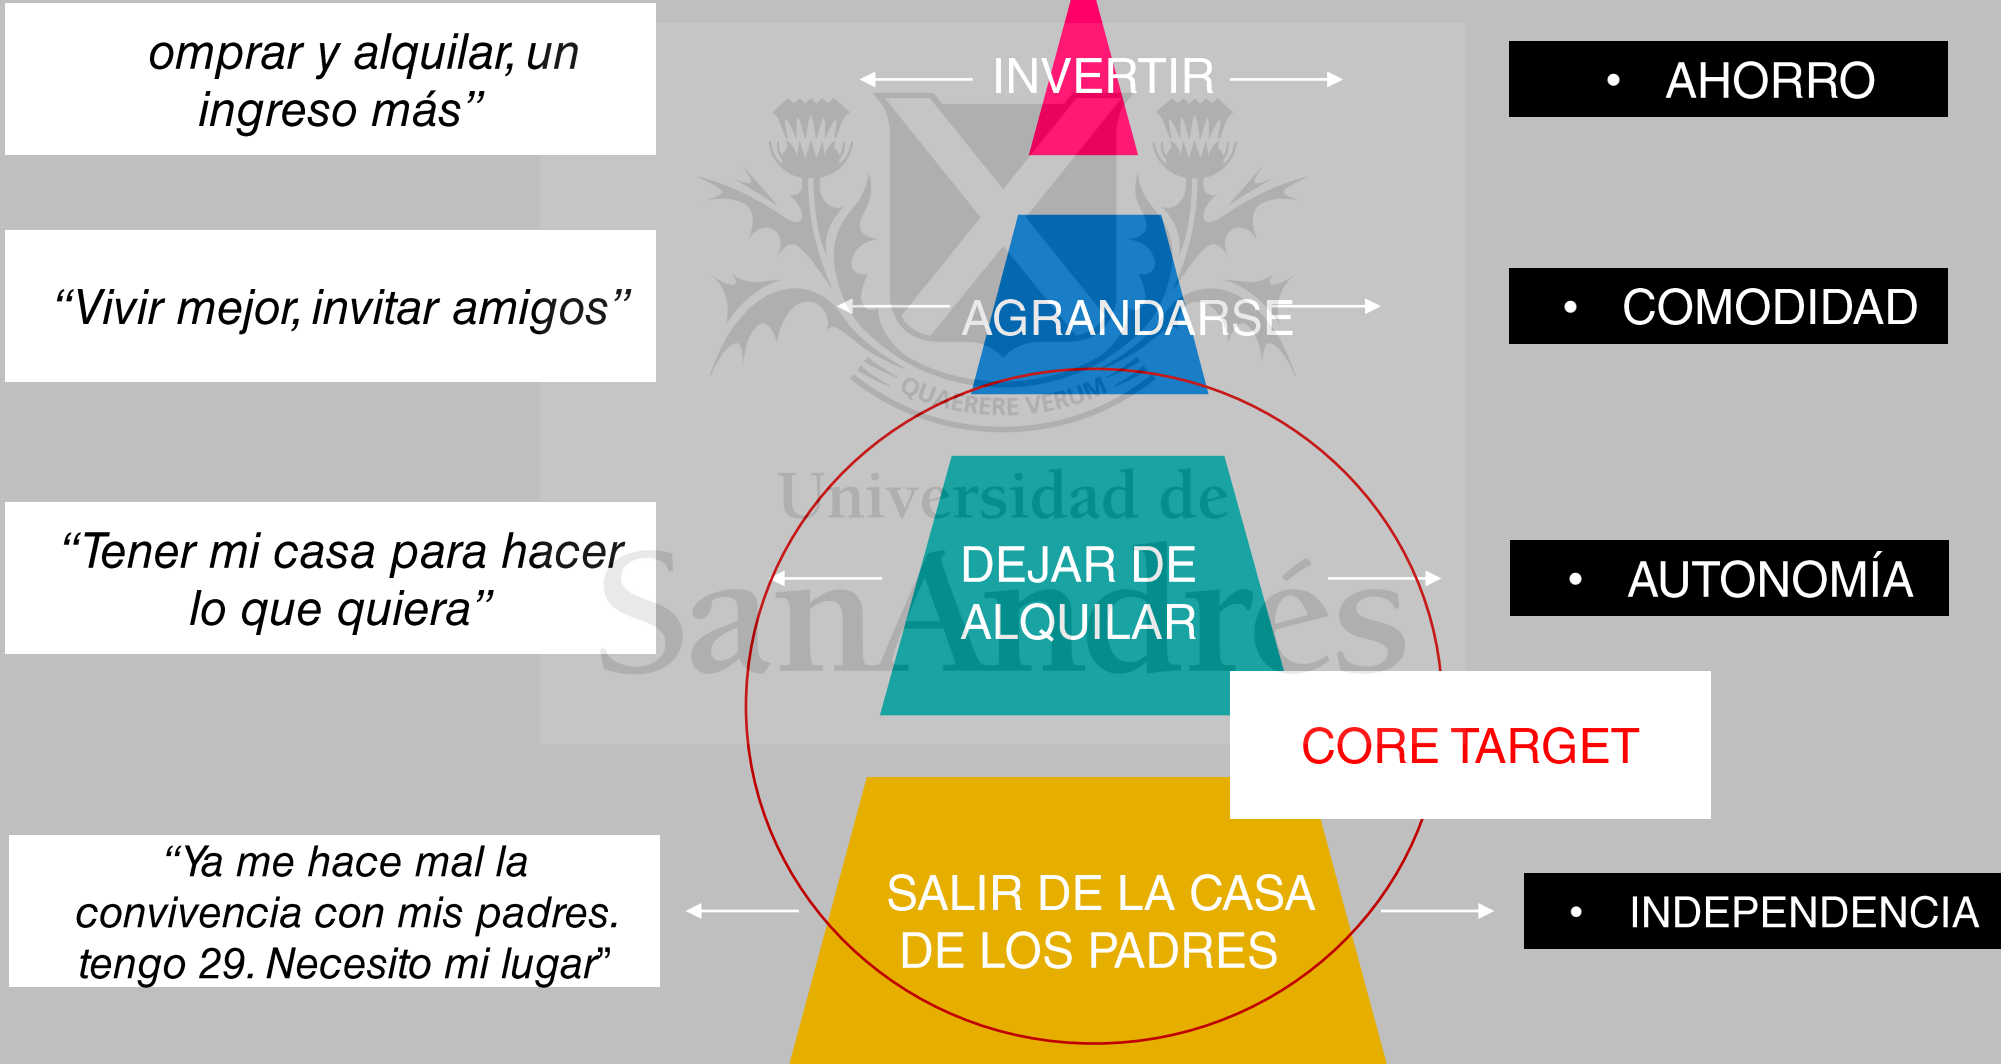 omprar y alquilar, un
ingreso más”
INVERTIR
• AHORRO
“Vivir mejor, invitar amigos”
AGRANDARSE
• COMODIDAD
QUAERERE VERUM
Universidad de
SanAndrés
“Tener mi casa para hacer
lo que quiera”
DEJAR DE
ALQUILAR
• AUTONOMÍA
CORE TARGET
“Ya me hace mal la
convivencia con mis padres.
tengo 29. Necesito mi lugar”
SALIR DE LA CASA
DE LOS PADRES
• INDEPENDENCIA